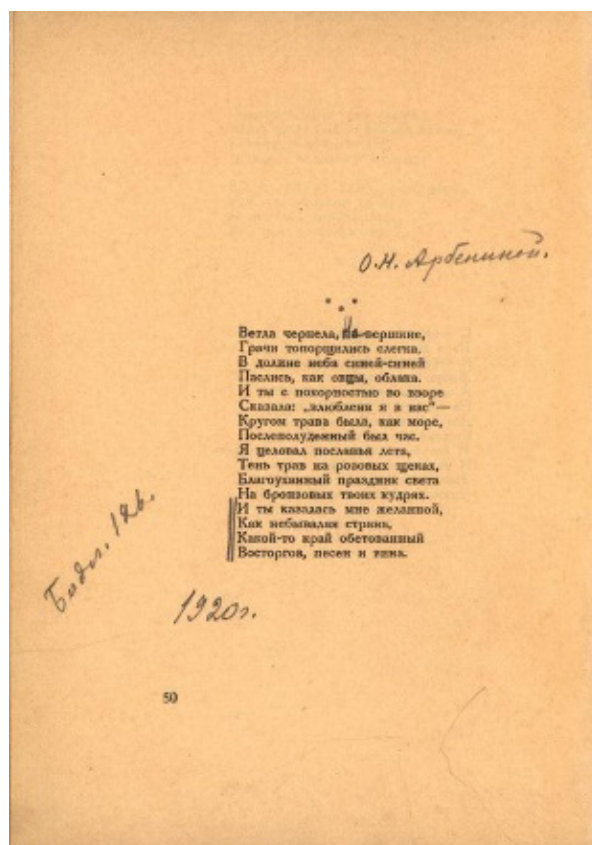 О.Н. Арбениной.
Ветла чернела, на вершине,
Грачи топорщились слегка.
В долине неба синей-синей
Паслись, как овцы, облака.
И ты с покорностью во взоре
Сказала: „влюблена я в вас“—
Кругом трава была, как море,
Послеполуденный был час.
Я целовал посланья лета,
Тень трав на розовых щеках,
Благоуханный праздник света
На бронзовых твоих кудрях.
И ты казалась мне желанной,
Как небывалая страна,
Какой-то край обетованный
Восторгов, песен и вина.
1920г.
50